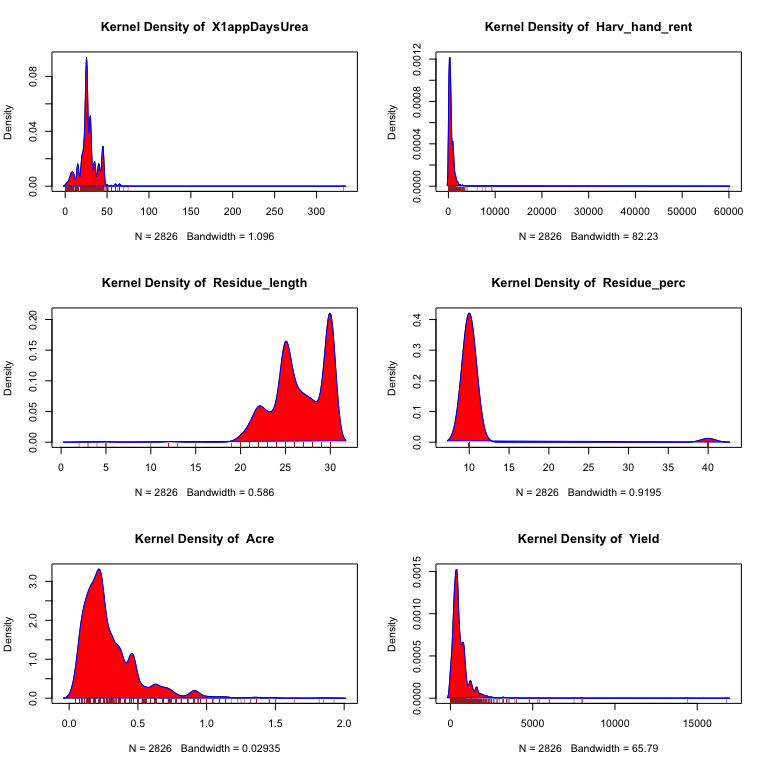 Kernel Density of X1appDaysUrea
Density
0.00 0.04 0.08
0 50 100 150 200 250 300
N = 2826 Bandwidth = 1.096
Kernel Density of Harv_hand_rent
Density
0.0000 0.0004 0.0008 0.0012
0 10000 20000 30000 40000 50000 60000
N = 2826 Bandwidth = 82.23
Kernel Density of Residue_length
Density
0.00 0.05 0.10 0.15 0.20
0 5 10 15 20 25 30
N = 2826 Bandwidth = 0.586
Kernel Density of Residue_perc
Density
0.0 0.1 0.2 0.3 0.4
10 15 20 25 30 35 40
N = 2826 Bandwidth = 0.9195
Kernel Density of Acre
Density
0.0 1.0 2.0 3.0
0.0 0.5 1.0 1.5 2.0
N = 2826 Bandwidth = 0.02935
Kernel Density of Yield
Density
0.0000 0.0005 0.0010 0.0015
0 5000 10000 15000
N = 2826 Bandwidth = 65.79